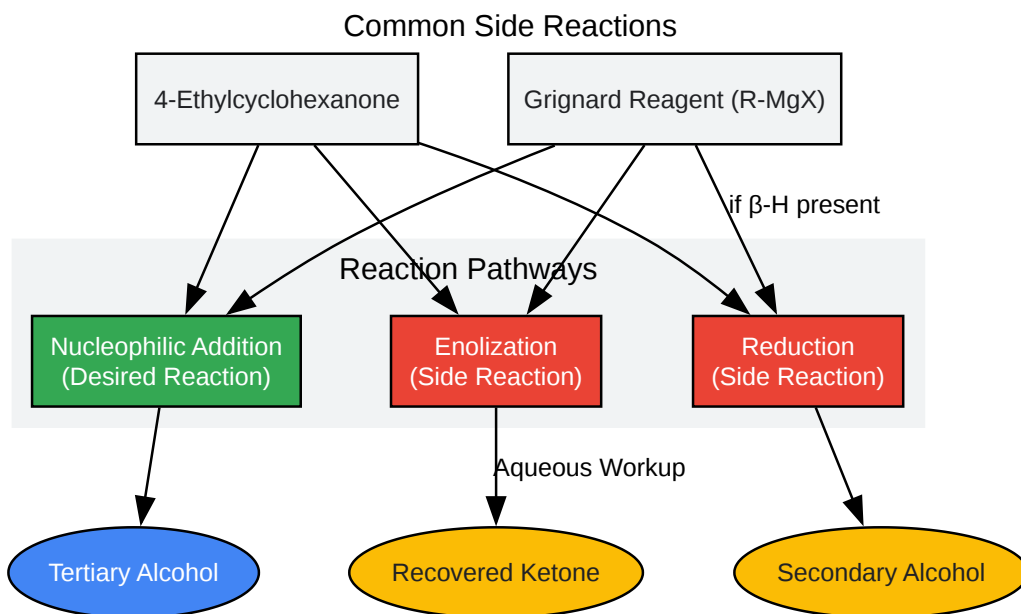 Common Side Reactions
4-Ethylcyclohexanone
Grignard Reagent (R-MgX)
if β-H present
Reaction Pathways
Nucleophilic Addition
(Desired Reaction)
Enolization
(Side Reaction)
Reduction
(Side Reaction)
Aqueous Workup
Tertiary Alcohol
Recovered Ketone
Secondary Alcohol